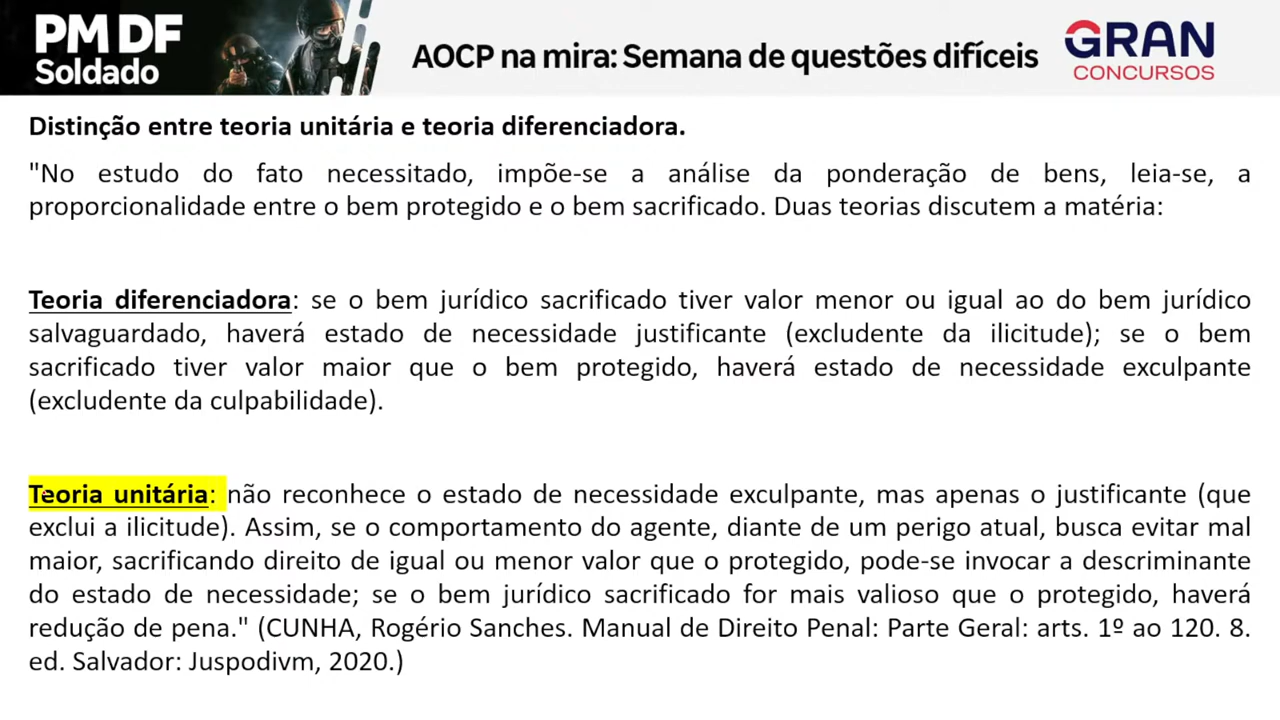 PM DF
Soldado
AOCP na mira: Semana de questões difíceis
GRAN
CONCURSOS
Distinção entre teoria unitária e teoria diferenciadora.
"No estudo do fato necessitado, impõe-se a análise da ponderação de bens, leia-se, a
proporcionalidade entre o bem protegido e o bem sacrificado. Duas teorias discutem a matéria:
Teoria diferenciadora: se o bem jurídico sacrificado tiver valor menor ou igual ao do bem jurídico
salvaguardado, haverá estado de necessidade justificante (excludente da ilicitude); se o bem
sacrificado tiver valor maior que o bem protegido, haverá estado de necessidade exculpante
(excludente da culpabilidade).
Teoria unitária: não reconhece o estado de necessidade exculpante, mas apenas o justificante (que
exclui a ilicitude). Assim, se o comportamento do agente, diante de um perigo atual, busca evitar mal
maior, sacrificando direito de igual ou menor valor que o protegido, pode-se invocar a descriminante
do estado de necessidade; se o bem jurídico sacrificado for mais valioso que o protegido, haverá
redução de pena." (CUNHA, Rogério Sanches. Manual de Direito Penal: Parte Geral: arts. 1º ao 120. 8.
ed. Salvador: Juspodivm, 2020.)